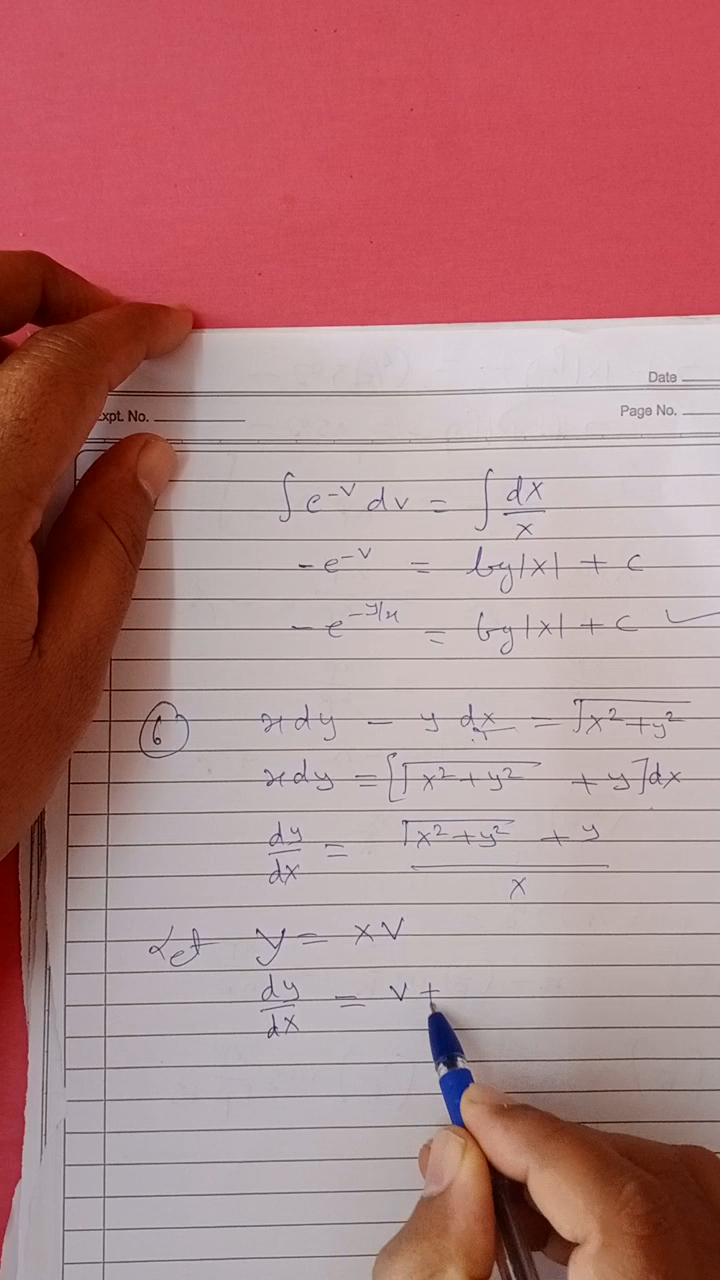 Date
Expt. No.
Page No.
∫ e^-v dv = ∫ dx/x
-e^-v = log|x| + c
-e^-y/x = log|x| + c ✓
6 xdy - y dx = √x²+y²
xdy = [√x²+y² + y]dx
dy/dx = √x²+y² + y / x
Let y = xv
dy/dx = v +